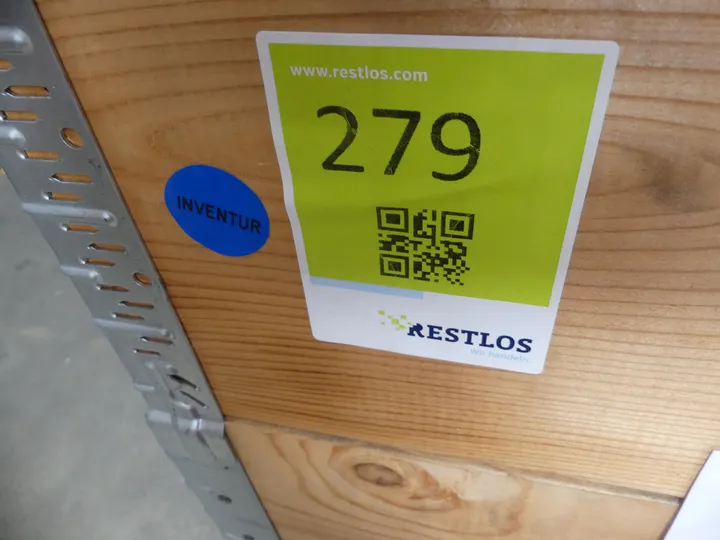 www.restlos.com
279
INVENTUR
RESTLOS
Wir handeln.